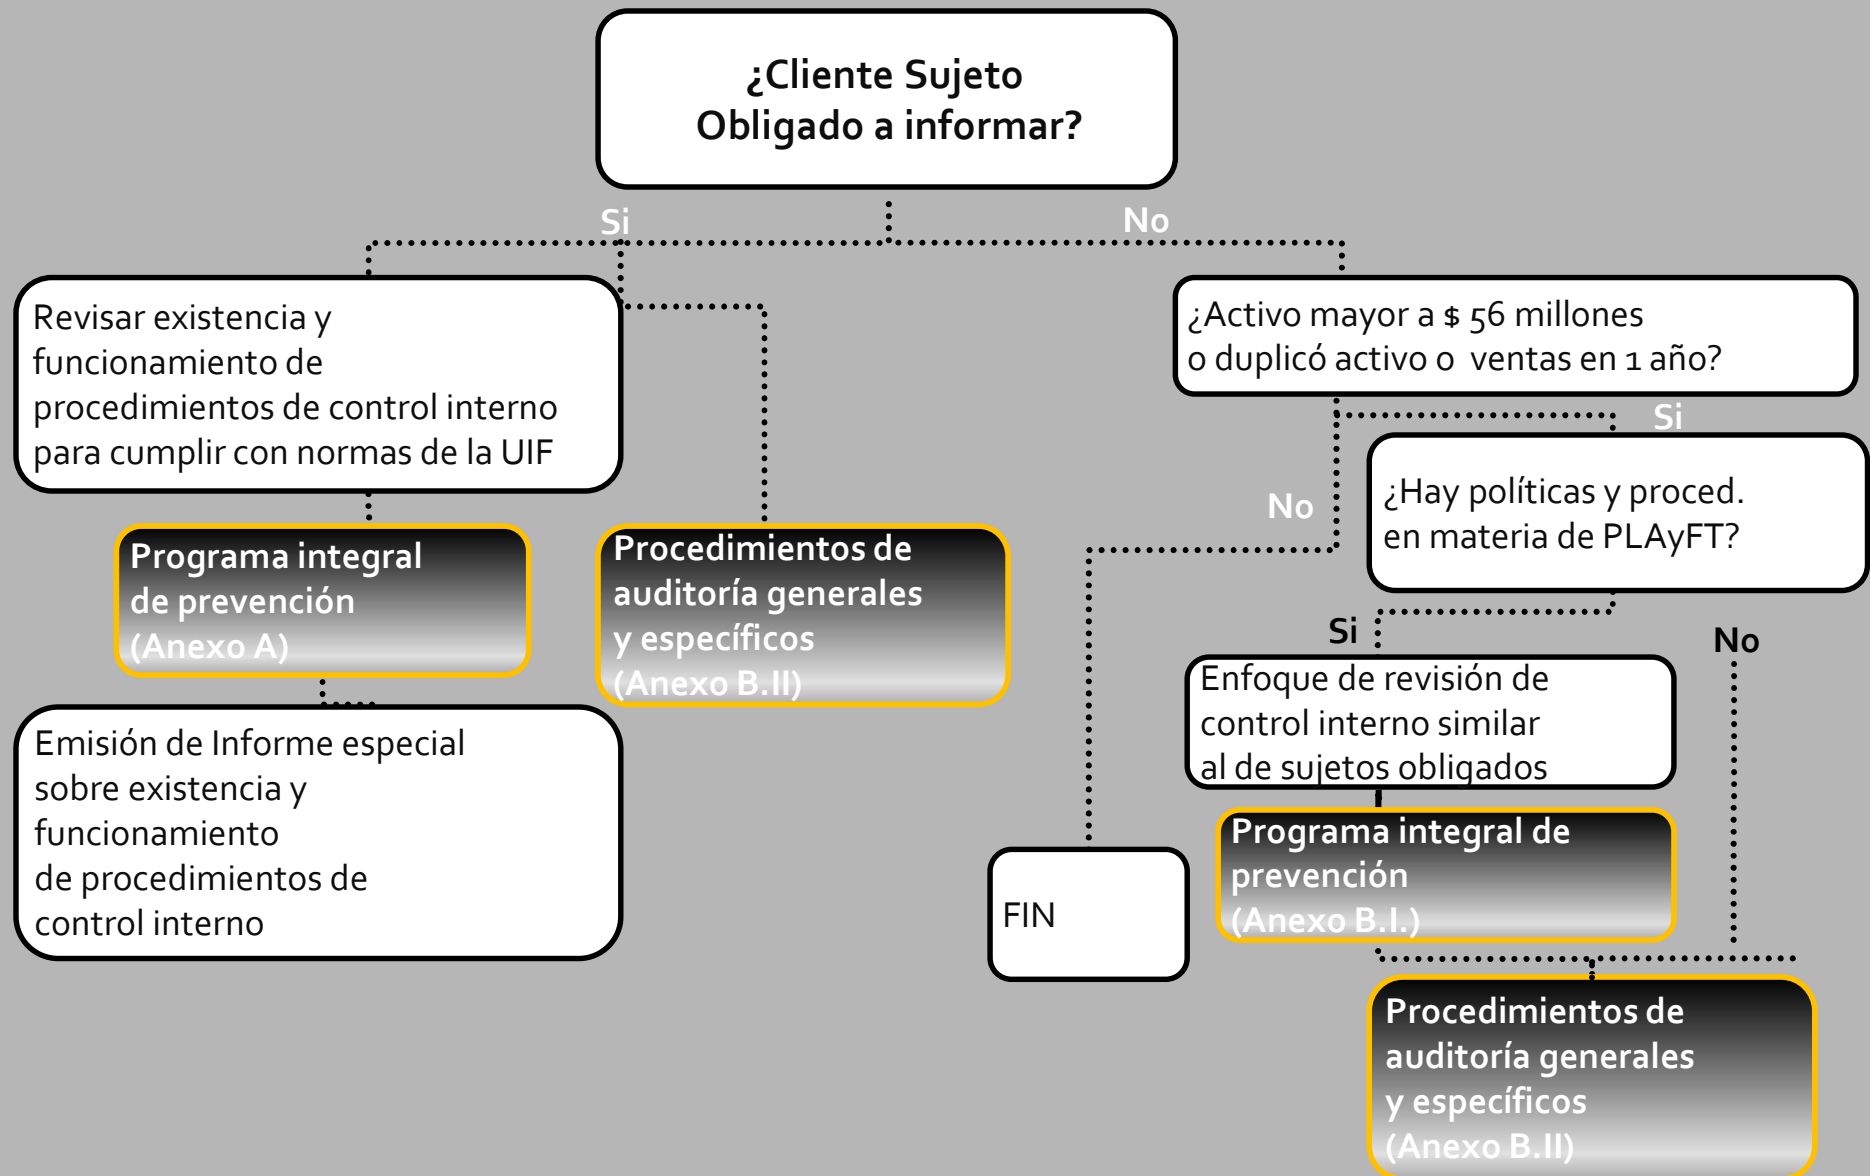 ¿Cliente Sujeto
Obligado a informar?
Si
No
Revisar existencia y
funcionamiento de
procedimientos de control interno
para cumplir con normas de la UIF
¿Activo mayor a $ 56 millones
o duplicó activo o ventas en 1 año?
Si
¿Hay políticas y proced.
en materia de PLAyFT?
No
Programa integral
de prevención
(Anexo A)
Procedimientos de
auditoría generales
y específicos
(Anexo B.II)
Si
No
Enfoque de revisión de
control interno similar
al de sujetos obligados
Emisión de Informe especial
sobre existencia y
funcionamiento
de procedimientos de
control interno
Programa integral de
prevención
(Anexo B.I.)
FIN
Procedimientos de
auditoría generales
y específicos
(Anexo B.II)